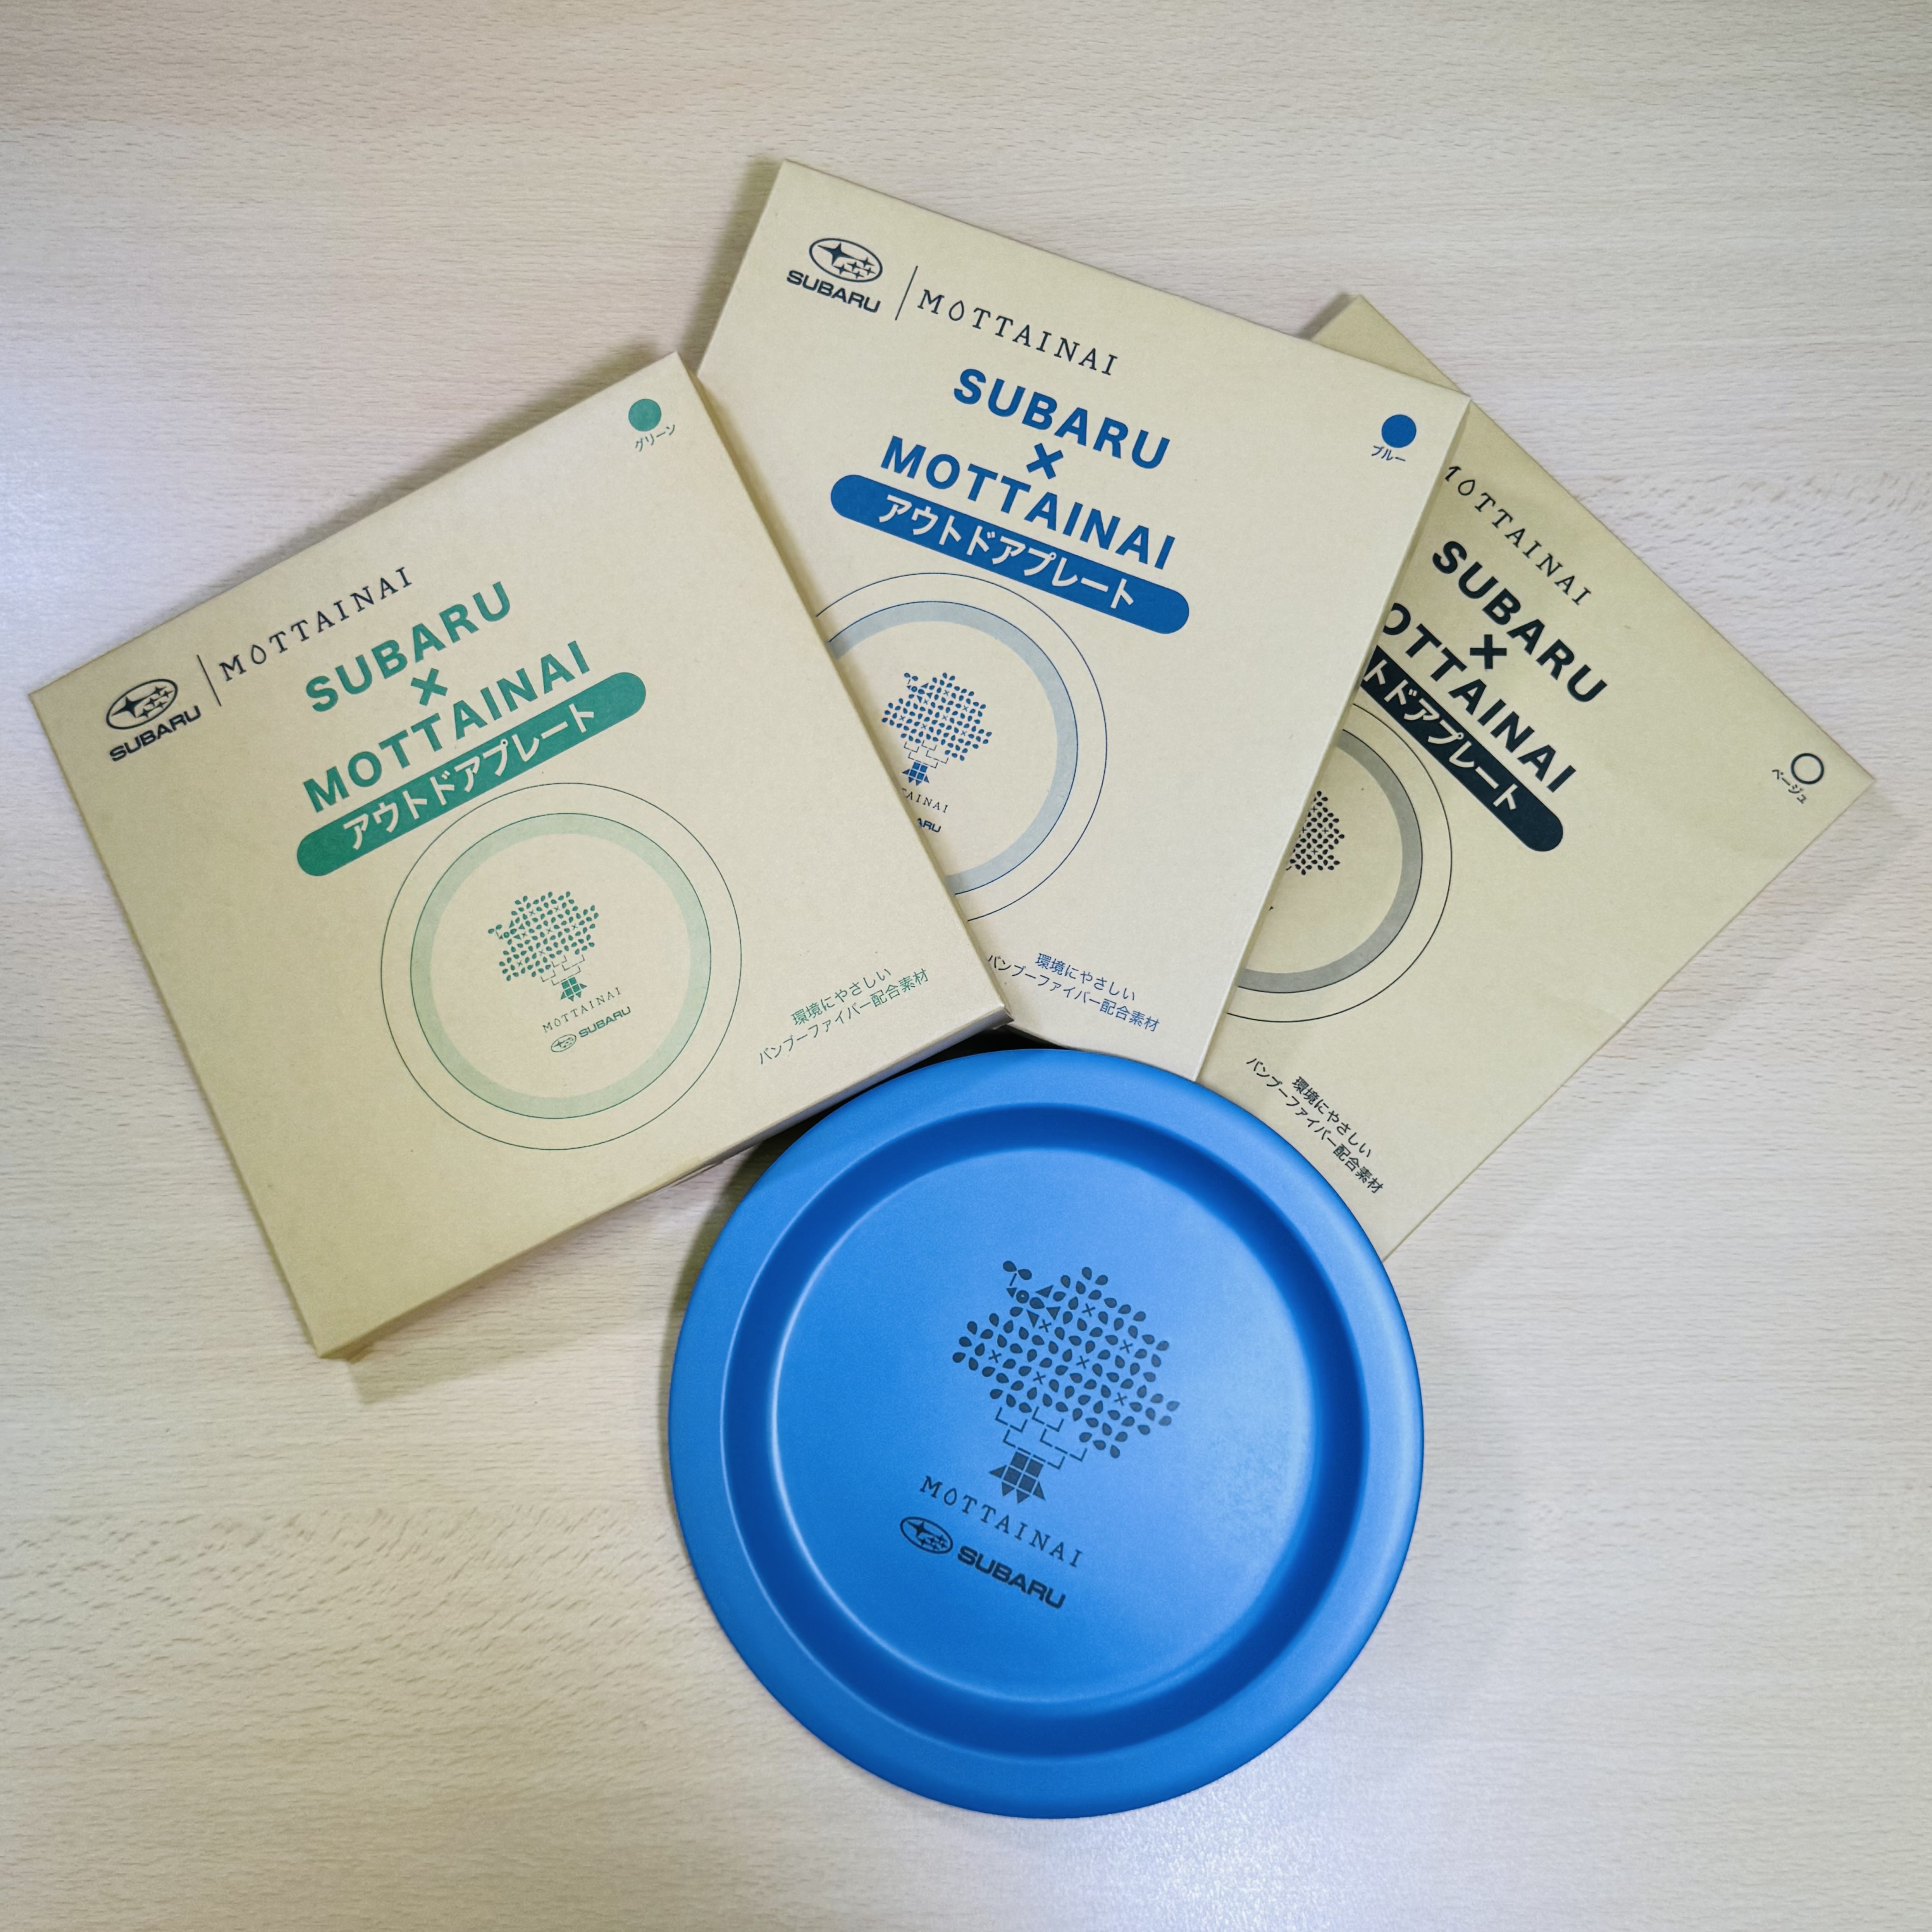 SUBARU
MOTTAINAI
グリーン
SUBARU
×
MOTTAINAI
アウトドアプレート
MOTTAINAI
SUBARU
環境にやさしい
バンブーファイバー配合素材
SUBARU
MOTTAINAI
ブルー
SUBARU
×
MOTTAINAI
アウトドアプレート
TAINAI
ARU
環境にやさしい
バンブーファイバー配合素材
MOTTAINAI
ベージュ
SUBARU
×
OTTAINAI
トドアプレート
環境にやさしい
バンブーファイバー配合素材
MOTTAINAI
SUBARU